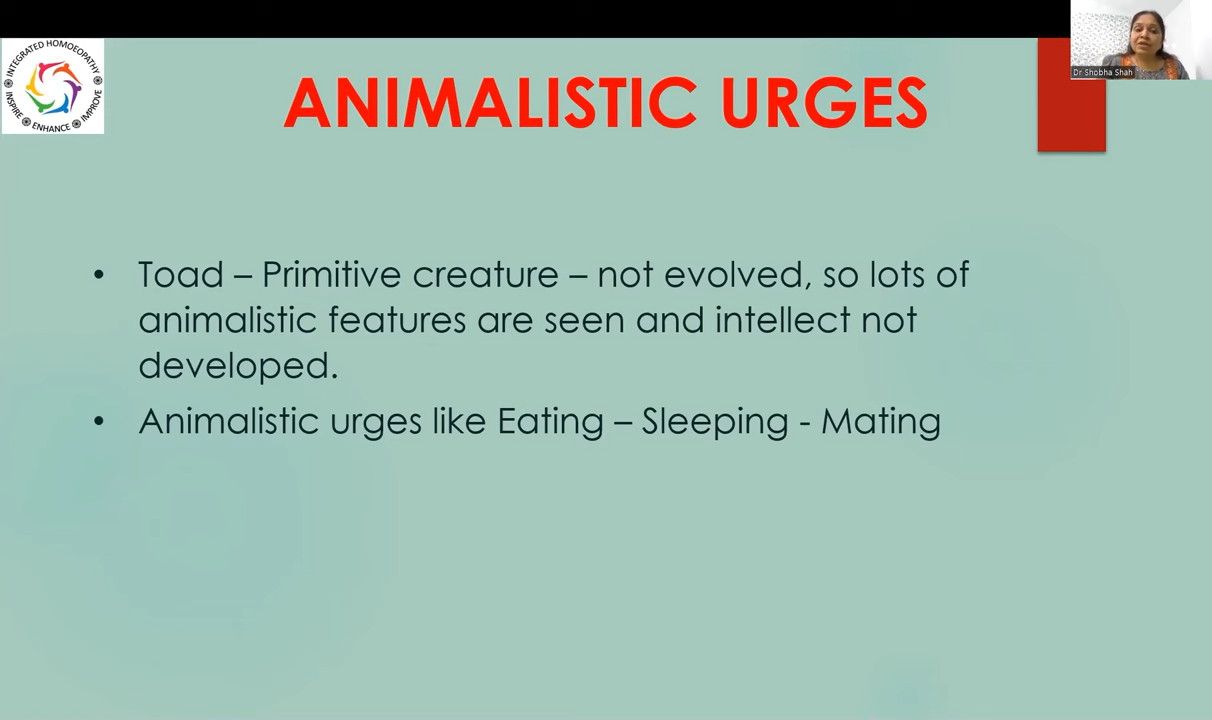 INTEGRATED HOMOEOPATHY
INSPIRE ENHANCE IMPROVE
Dr Shobha Shah
ANIMALISTIC URGES
• Toad – Primitive creature – not evolved, so lots of
animalistic features are seen and intellect not
developed.
• Animalistic urges like Eating – Sleeping - Mating